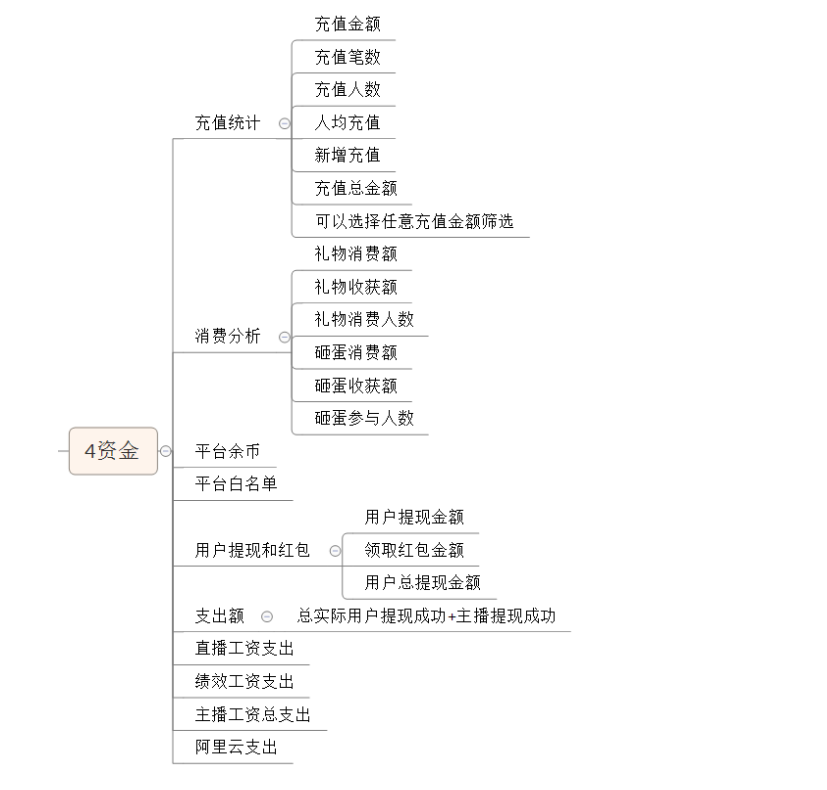 充值金额
充值笔数
充值人数
充值统计
人均充值
新增充值
充值总金额
可以选择任意充值金额筛选
礼物消费额
礼物收获额
礼物消费人数
消费分析
砸蛋消费额
砸蛋收获额
砸蛋参与人数
4资金
平台余币
平台白名单
用户提现金额
用户提现和红包
领取红包金额
用户总提现金额
支出额
总实际用户提现成功+主播提现成功
直播工资支出
绩效工资支出
主播工资总支出
阿里云支出